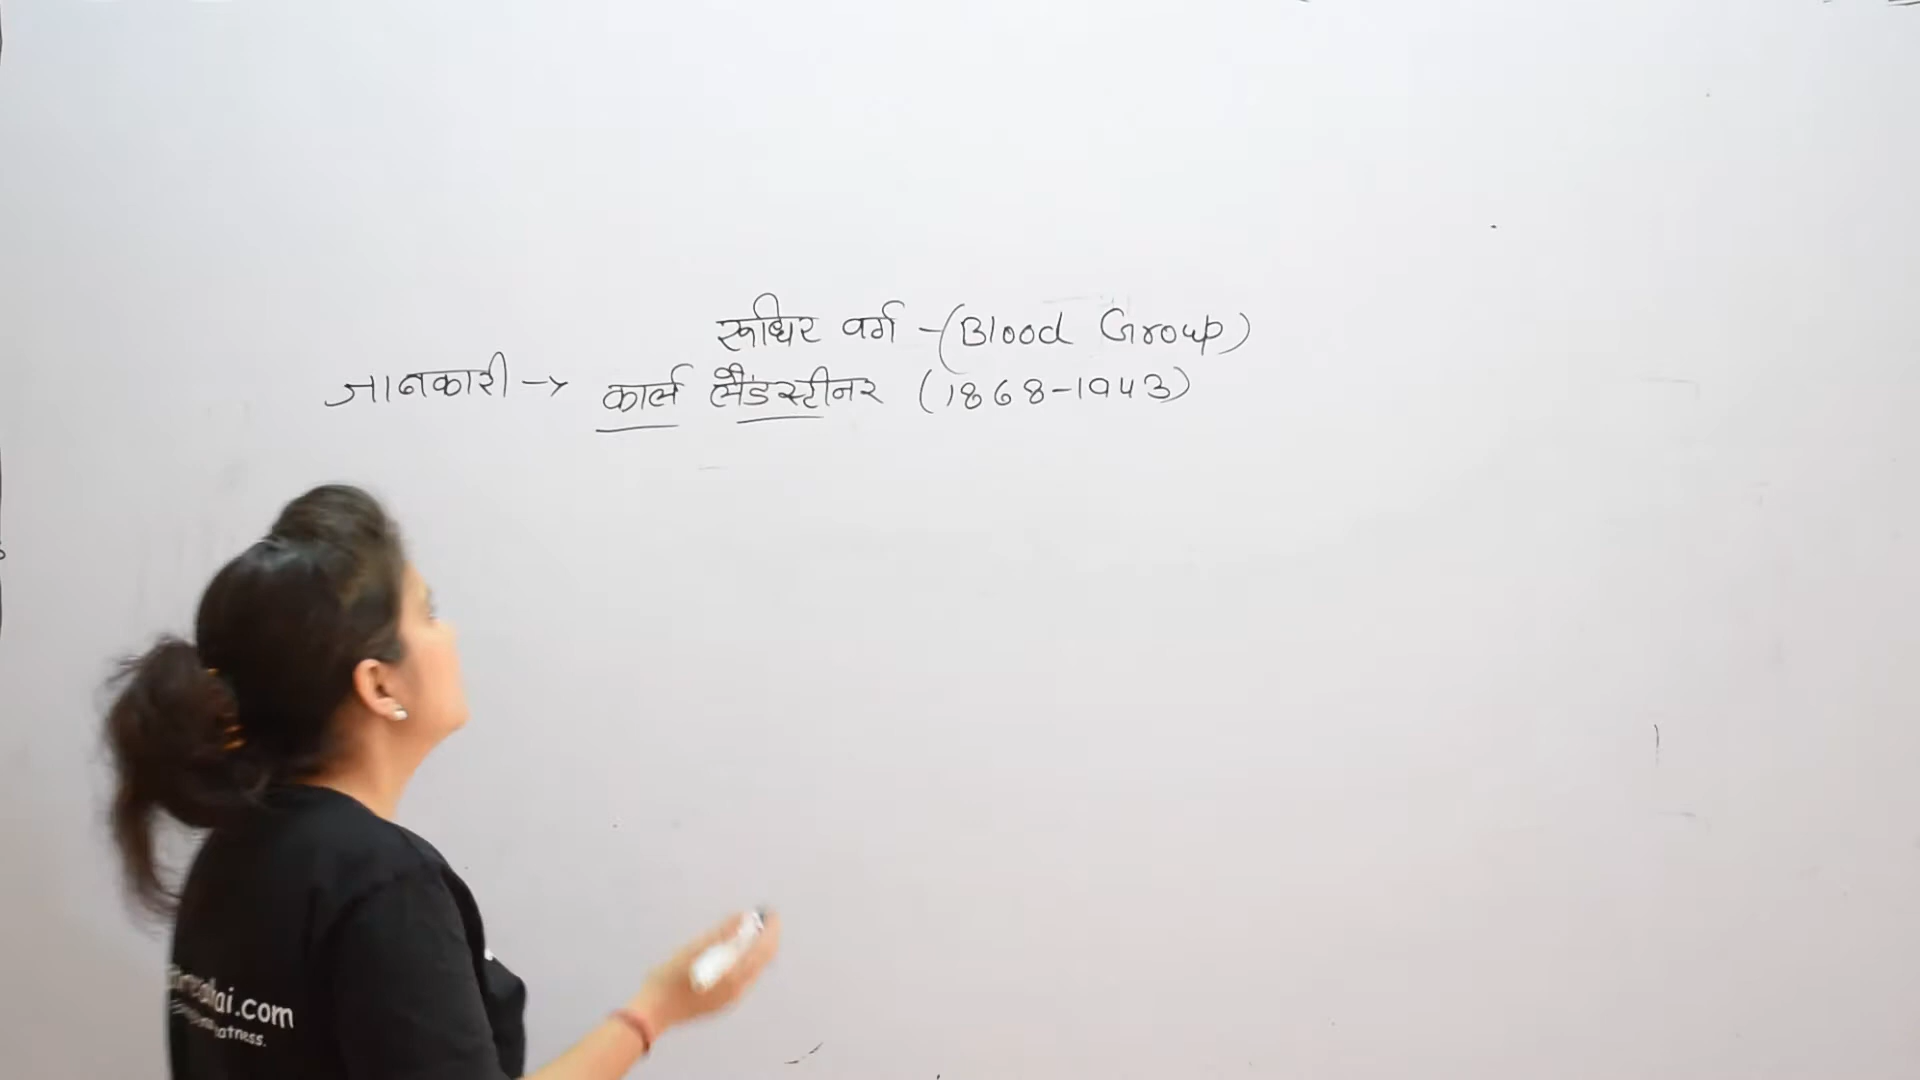 रूधिर वर्ग - (Blood Group)
जानकारी → कार्ल लैंडस्टीनर (1868-1943)